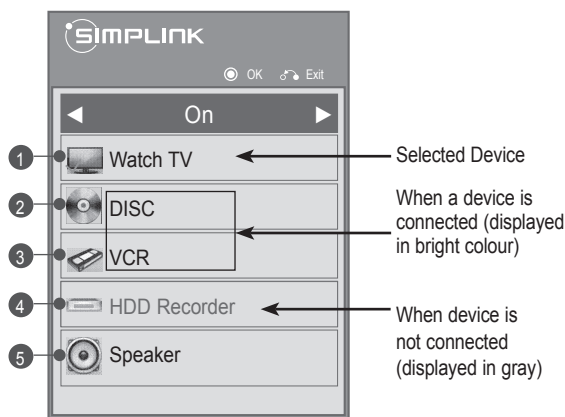 SIMPLINK
OK Exit
On
1 Watch TV
Selected Device
2 DISC
When a device is
connected (displayed
in bright colour)
3 VCR
4 HDD Recorder
When device is
not connected
(displayed in gray)
5 Speaker